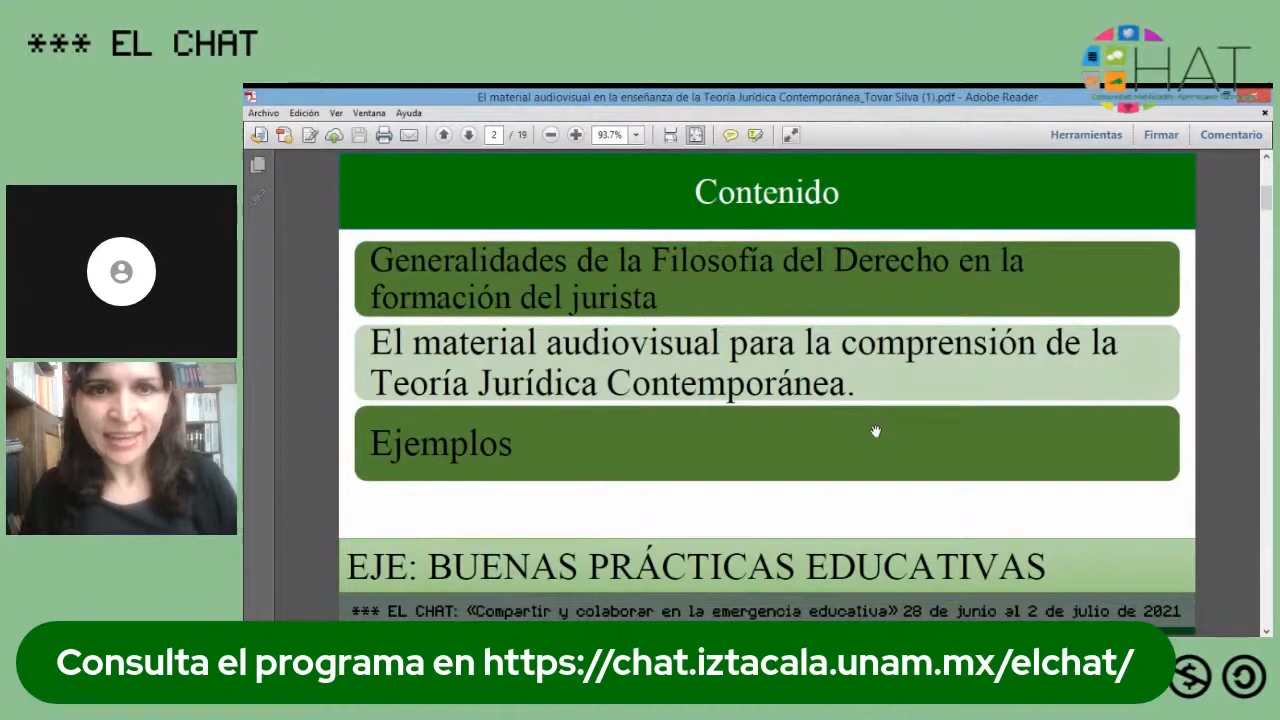 *** EL CHAT
HAT
El material audiovisual en la enseñanza de la Teoría Jurídica Contemporánea_Tovar Silva (1).pdf - Adobe Reader
Archivo Edición Ver Ventana Ayuda
2 / 19 93.7% Herramientas Firmar Comentario
Contenido
Generalidades de la Filosofía del Derecho en la
formación del jurista
El material audiovisual para la comprensión de la
Teoría Jurídica Contemporánea.
Ejemplos
EJE: BUENAS PRÁCTICAS EDUCATIVAS
*** EL CHAT: «Compartir y colaborar en la emergencia educativa» 28 de junio al 2 de julio de 2021
Consulta el programa en https://chat.iztacala.unam.mx/elchat/